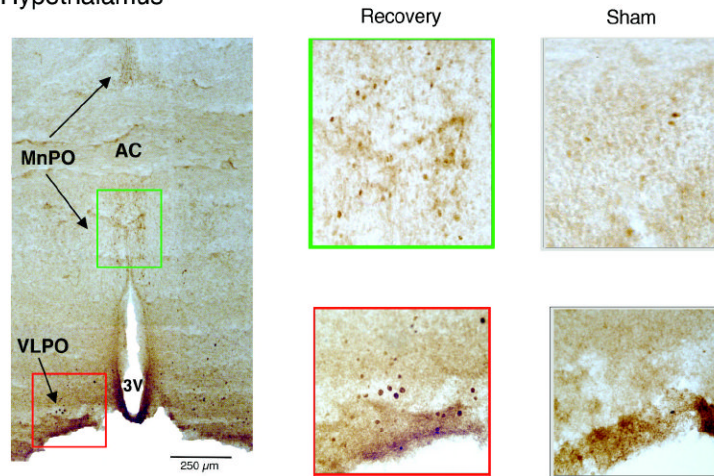 Hypothalamus
Recovery
Sham
MnPO
AC
VLPO
3V
250 µm